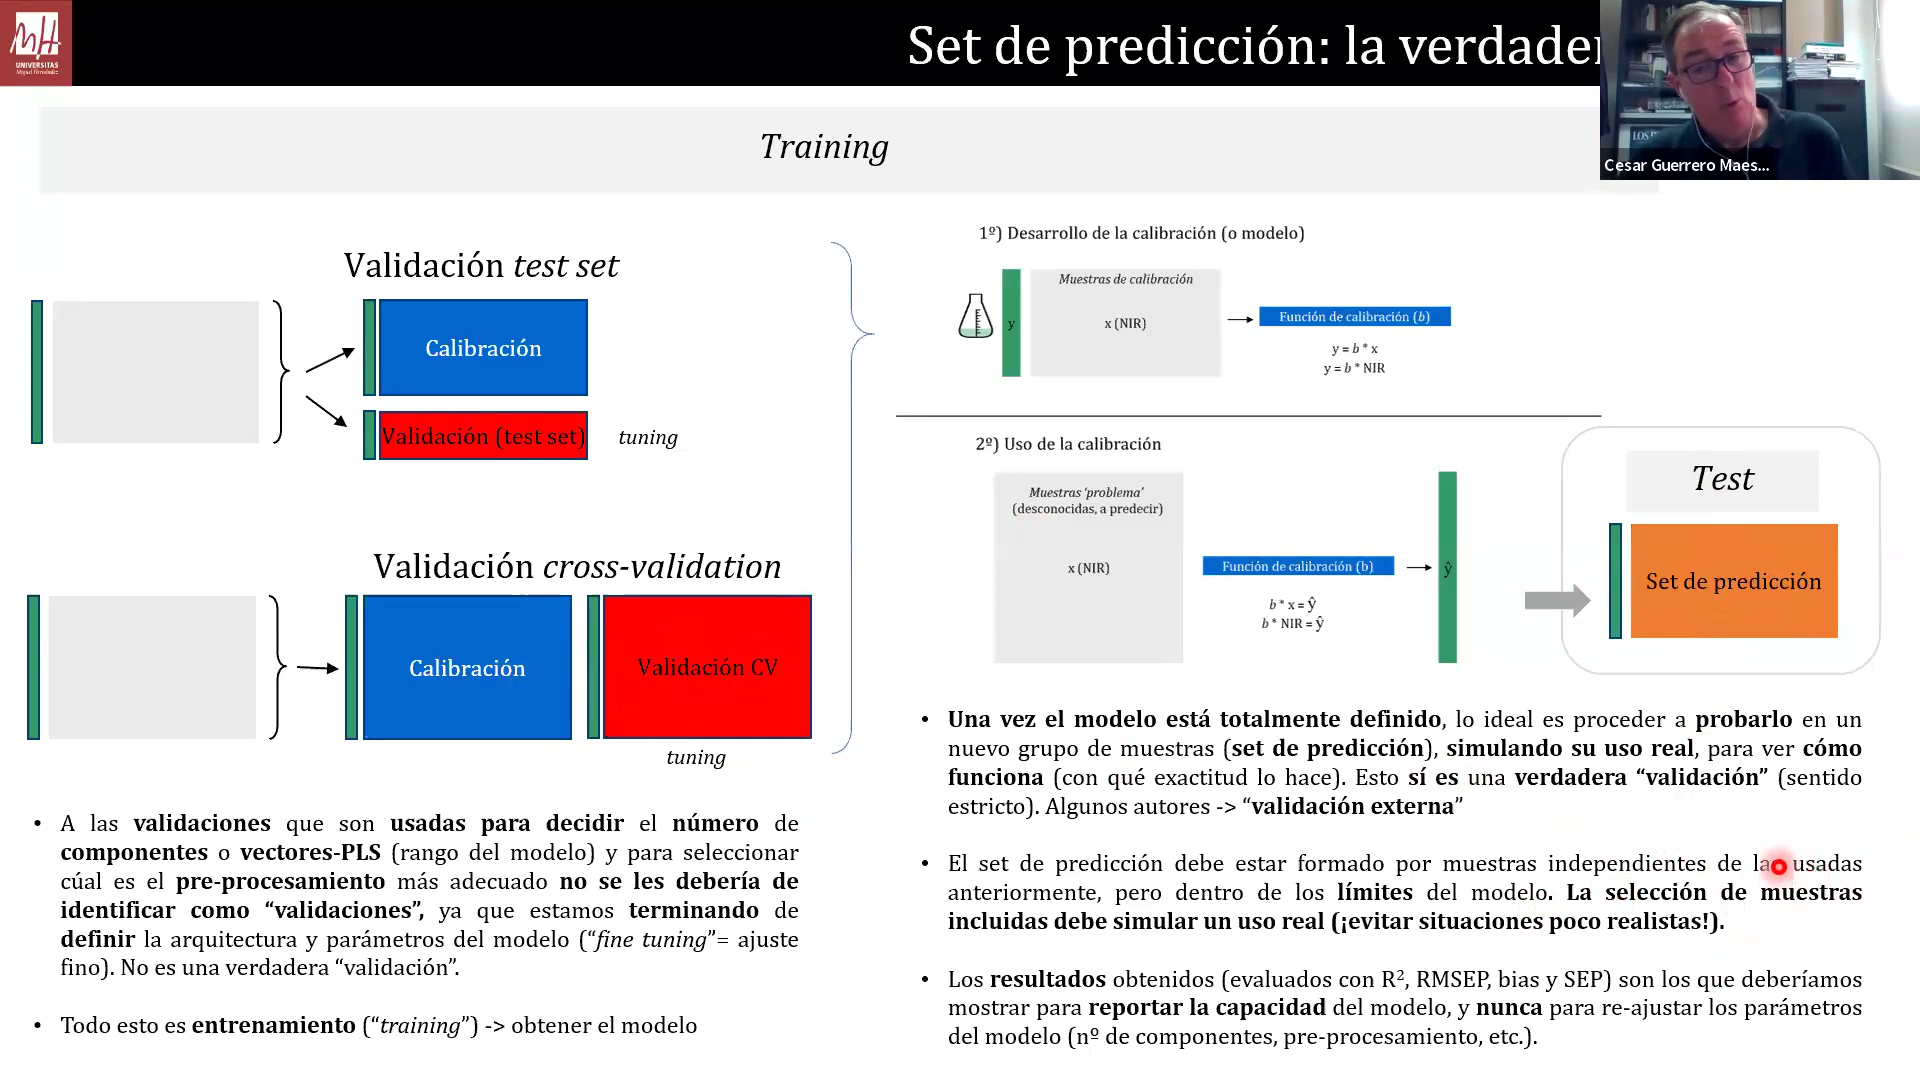 UNIVERSITAS
Miguel Hernández
Set de predicción: la verdader
Training
Cesar Guerrero Maes...
Validación test set
Calibración
Validación (test set)
tuning
Validación cross-validation
Calibración
Validación CV
tuning
• A las validaciones que son usadas para decidir el número de
componentes o vectores-PLS (rango del modelo) y para seleccionar
cúal es el pre-procesamiento más adecuado no se les debería de
identificar como “validaciones”, ya que estamos terminando de
definir la arquitectura y parámetros del modelo (“fine tuning”= ajuste
fino). No es una verdadera “validación”.
• Todo esto es entrenamiento (“training”) -> obtener el modelo
1º) Desarrollo de la calibración (o modelo)
Muestras de calibración
y
x (NIR)
Función de calibración (b)
y = b * x
y = b * NIR
2º) Uso de la calibración
Muestras ‘problema’
(desconocidas, a predecir)
x (NIR)
Función de calibración (b)
ŷ
b * x = ŷ
b * NIR = ŷ
Test
Set de predicción
• Una vez el modelo está totalmente definido, lo ideal es proceder a probarlo en un
nuevo grupo de muestras (set de predicción), simulando su uso real, para ver cómo
funciona (con qué exactitud lo hace). Esto sí es una verdadera “validación” (sentido
estricto). Algunos autores -> “validación externa”
• El set de predicción debe estar formado por muestras independientes de las usadas
anteriormente, pero dentro de los límites del modelo. La selección de muestras
incluidas debe simular un uso real (¡evitar situaciones poco realistas!).
• Los resultados obtenidos (evaluados con R², RMSEP, bias y SEP) son los que deberíamos
mostrar para reportar la capacidad del modelo, y nunca para re-ajustar los parámetros
del modelo (nº de componentes, pre-procesamiento, etc.).